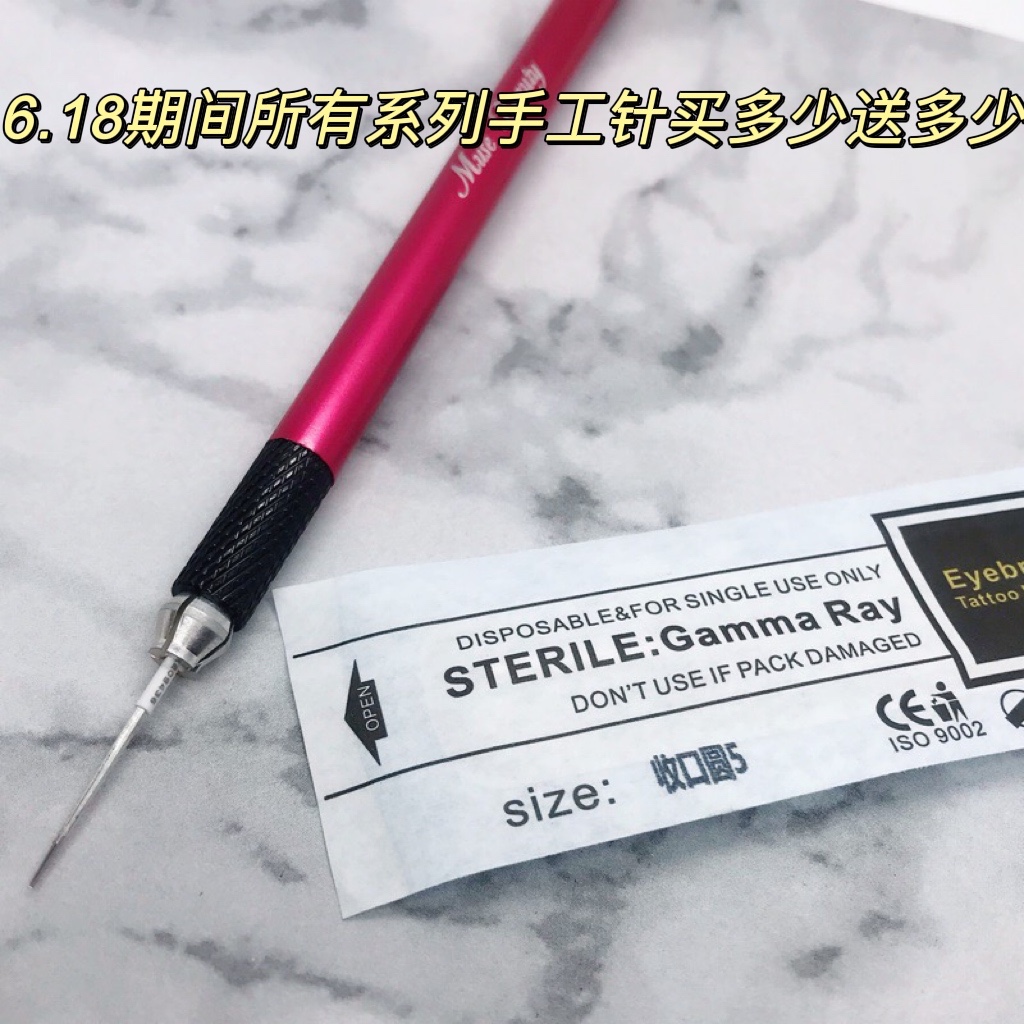 6.18期间所有系列手工针买多少送多少
Muse
DISPOSABLE&FOR SINGLE USE ONLY
STERILE:Gamma Ray
DON'T USE IF PACK DAMAGED
OPEN
CE
ISO 9002
size: 收口圆5
Tattoo